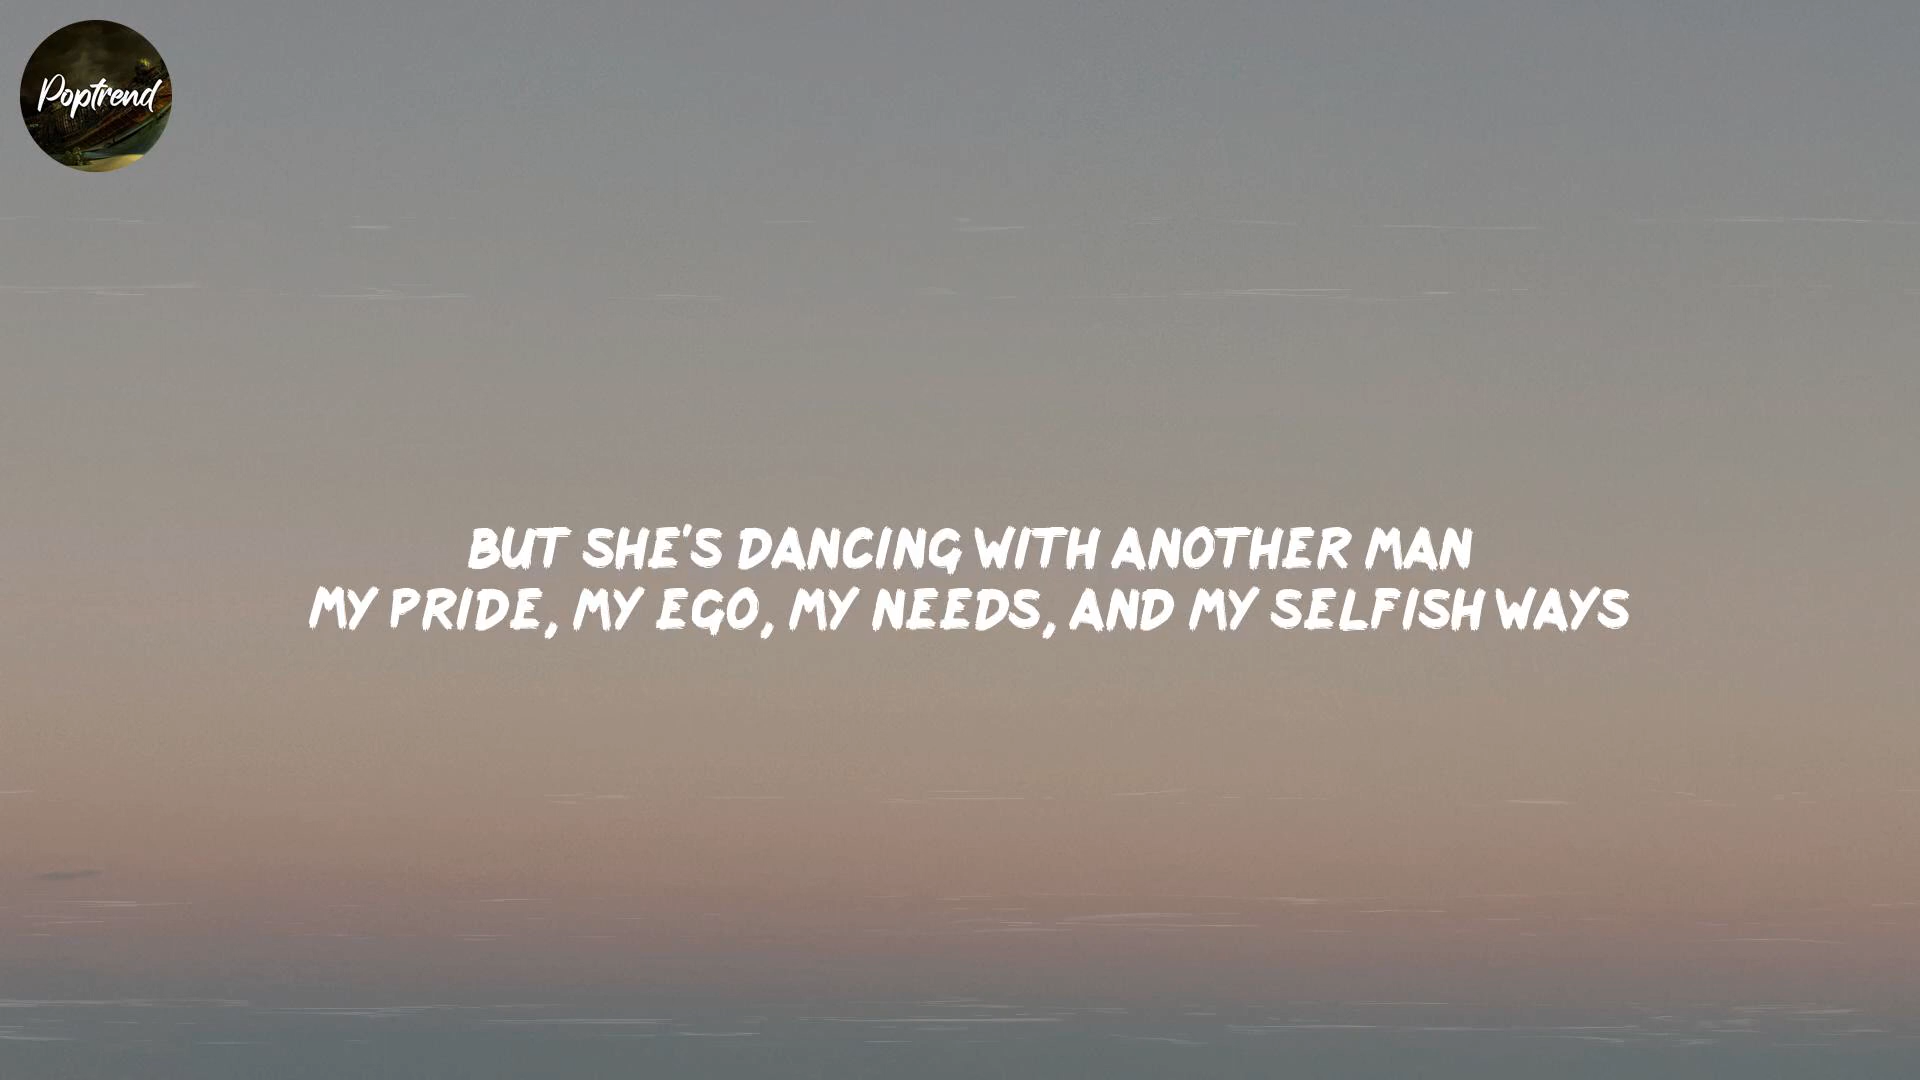 Poptrend
BUT SHE'S DANCING WITH ANOTHER MAN
MY PRIDE, MY EGO, MY NEEDS, AND MY SELFISH WAYS